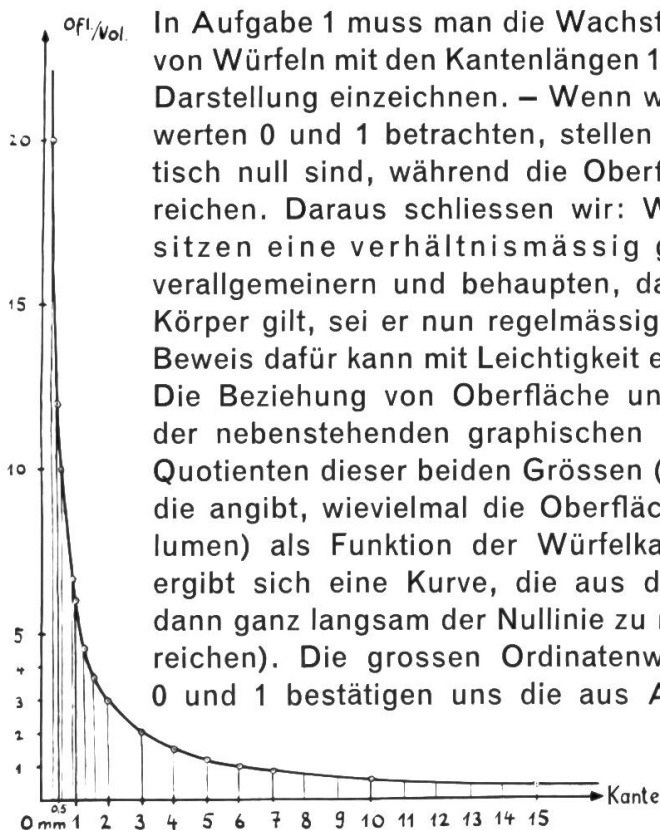 Ofl./Vol.
In Aufgabe 1 muss man die Wachst
von Würfeln mit den Kantenlängen 1
Darstellung einzeichnen. – Wenn w
werten 0 und 1 betrachten, stellen
tisch null sind, während die Oberf
reichen. Daraus schliessen wir: W
sitzen eine verhältnismässig g
verallgemeinern und behaupten, da
Körper gilt, sei er nun regelmässig
Beweis dafür kann mit Leichtigkeit e
Die Beziehung von Oberfläche un
der nebenstehenden graphischen
Quotienten dieser beiden Grössen (
die angibt, wievielmal die Oberfläc
lumen) als Funktion der Würfelka
ergibt sich eine Kurve, die aus d
dann ganz langsam der Nullinie zu
reichen). Die grossen Ordinatenw
0 und 1 bestätigen uns die aus A
20
15
10
5
4
3
2
1
0,5
0 mm 1 2 3 4 5 6 7 8 9 10 11 12 13 14 15
Kante